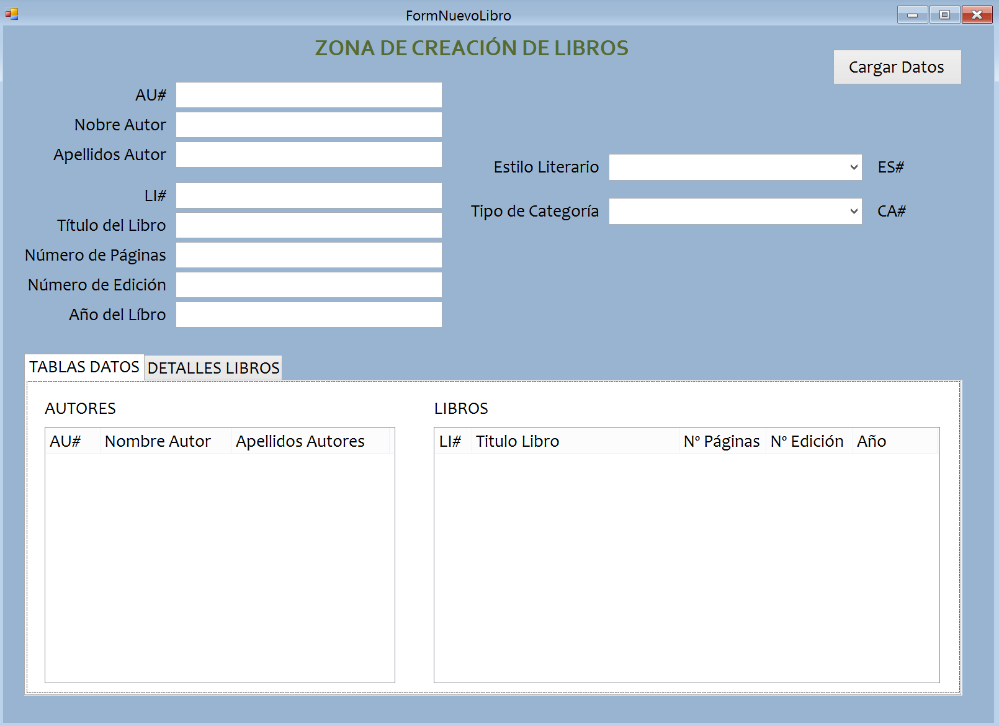 FormNuevoLibro
ZONA DE CREACIÓN DE LIBROS
Cargar Datos
AU#
Nobre Autor
Apellidos Autor
LI#
Título del Libro
Número de Páginas
Número de Edición
Año del Líbro
Estilo Literario
ES#
Tipo de Categoría
CA#
TABLAS DATOS
DETALLES LIBROS
AUTORES
AU# Nombre Autor Apellidos Autores
LIBROS
LI# Titulo Libro Nº Páginas Nº Edición Año